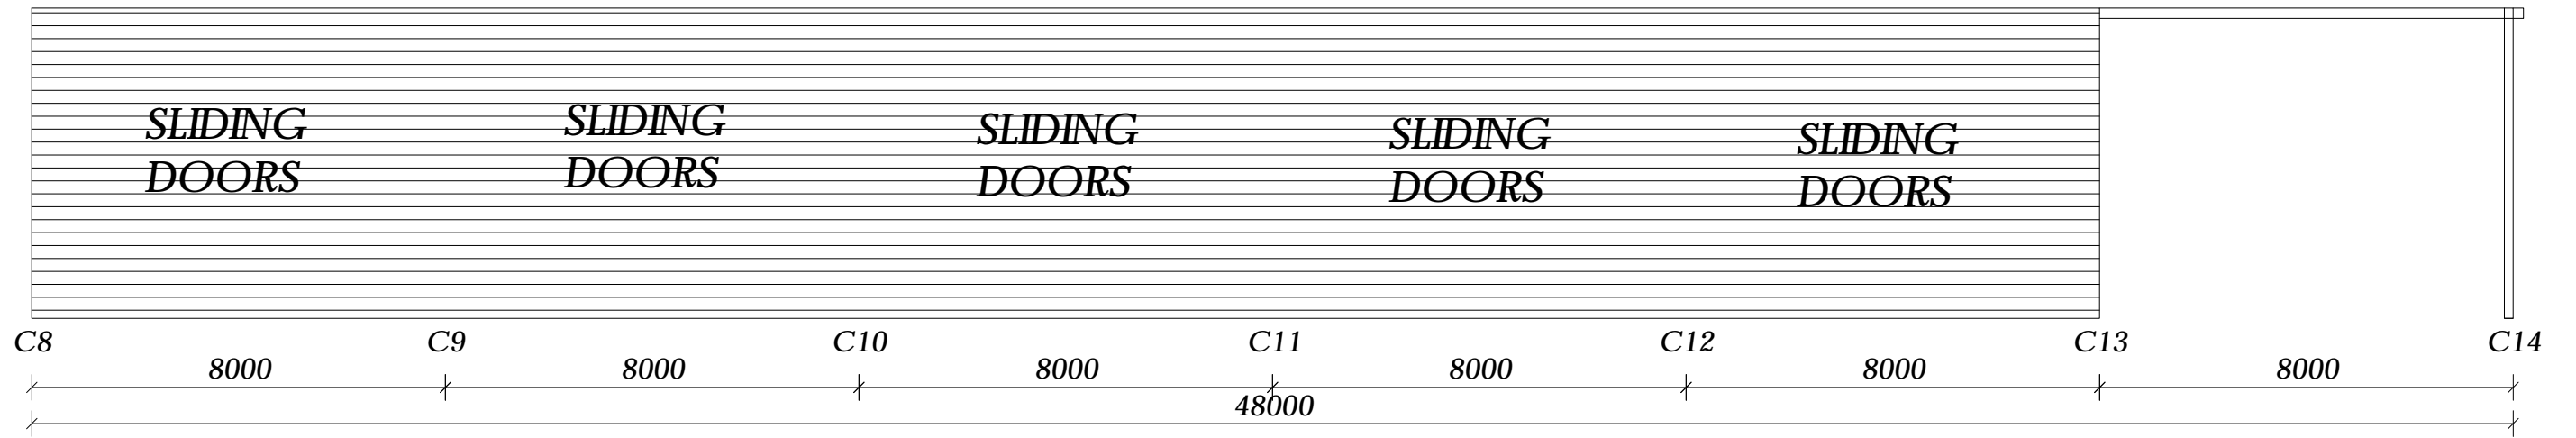 SLIDING
DOORS
SLIDING
DOORS
SLIDING
DOORS
SLIDING
DOORS
SLIDING
DOORS
C8 C9 C10 C11 C12 C13 C14
8000 8000 8000 8000 8000 8000
48000